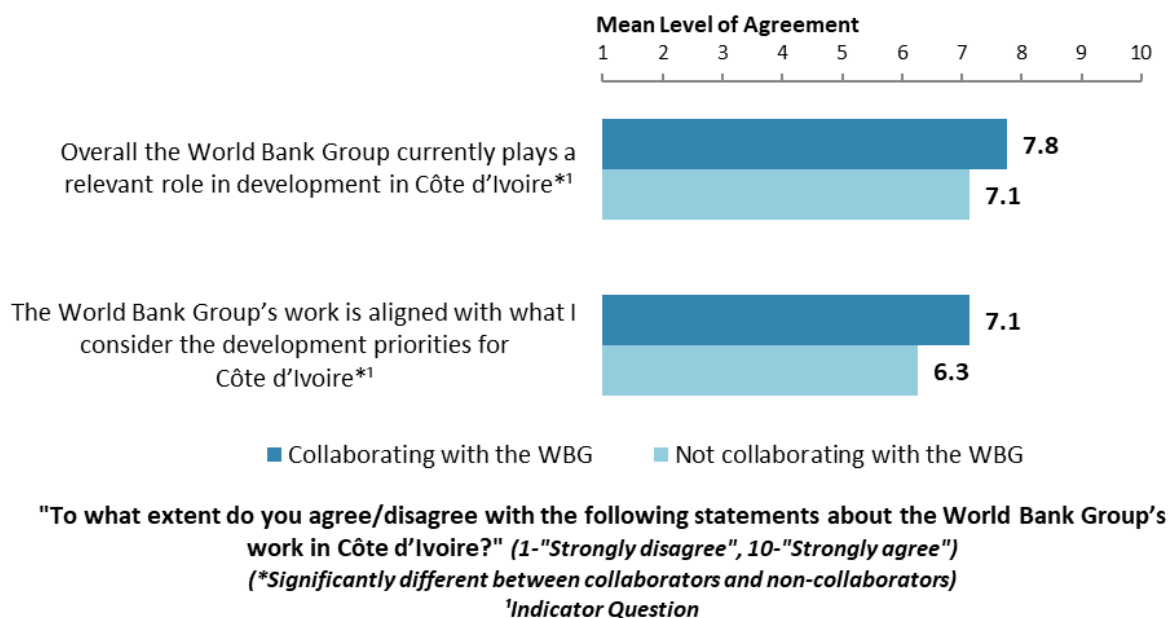 Mean Level of Agreement
1 2 3 4 5 6 7 8 9 10
Overall the World Bank Group currently plays a
relevant role in development in Côte d’Ivoire*¹
7.8
7.1
The World Bank Group’s work is aligned with what I
consider the development priorities for
Côte d’Ivoire*¹
7.1
6.3
Collaborating with the WBG Not collaborating with the WBG
"To what extent do you agree/disagree with the following statements about the World Bank Group’s
work in Côte d’Ivoire?" (1-"Strongly disagree", 10-"Strongly agree")
(*Significantly different between collaborators and non-collaborators)
¹Indicator Question